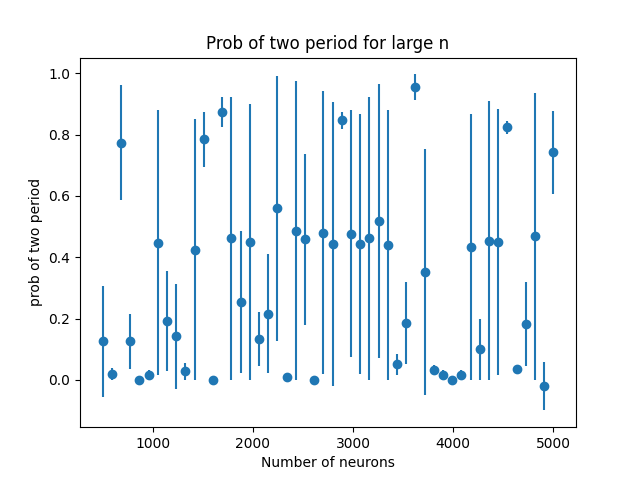 Prob of two period for large n
1.0
0.8
0.6
0.4
0.2
0.0
prob of two period
1000 2000 3000 4000 5000
Number of neurons